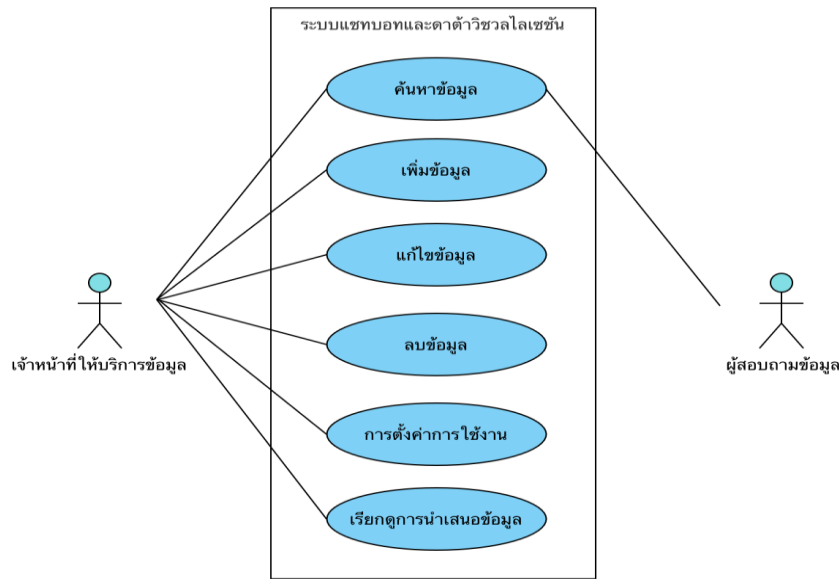 ระบบแชทบอทและดาต้าวิชวลไลเซชัน
ค้นหาข้อมูล
เพิ่มข้อมูล
แก้ไขข้อมูล
ลบข้อมูล
การตั้งค่าการใช้งาน
เรียกดูการนำเสนอข้อมูล
เจ้าหน้าที่ให้บริการข้อมูล
ผู้สอบถามข้อมูล